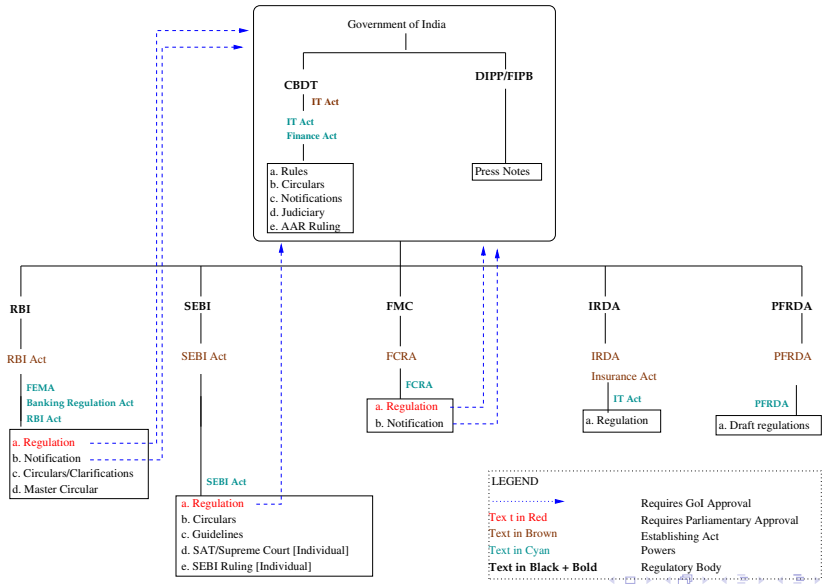 Government of India
CBDT
DIPP/FIPB
IT Act
IT Act
Finance Act
a. Rules
b. Circulars
c. Notifications
d. Judiciary
e. AAR Ruling
Press Notes
RBI
SEBI
FMC
IRDA
PFRDA
RBI Act
SEBI Act
FCRA
IRDA
Insurance Act
PFRDA
FEMA
Banking Regulation Act
RBI Act
FCRA
IT Act
PFRDA
a. Regulation
b. Notification
c. Circulars/Clarifications
d. Master Circular
a. Regulation
b. Notification
a. Regulation
a. Draft regulations
SEBI Act
a. Regulation
b. Circulars
c. Guidelines
d. SAT/Supreme Court [Individual]
e. SEBI Ruling [Individual]
LEGEND
Requires GoI Approval
Tex t in Red Requires Parliamentary Approval
Text in Brown Establishing Act
Text in Cyan Powers
Text in Black + Bold Regulatory Body